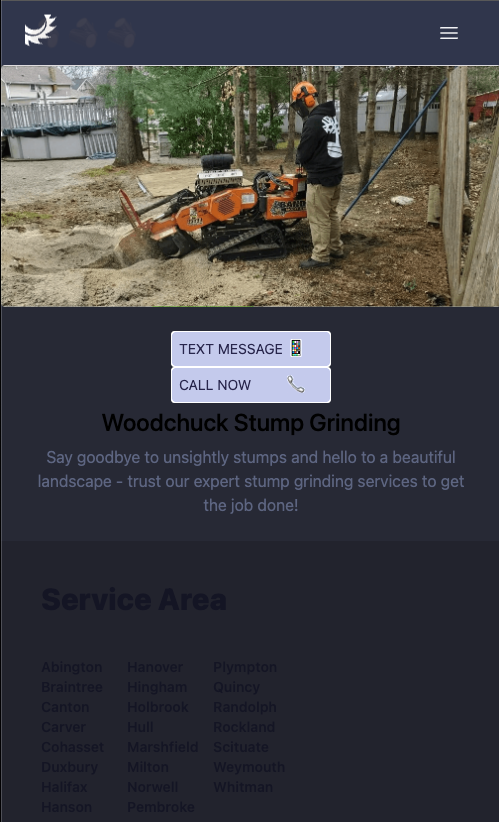 TEXT MESSAGE
CALL NOW
Woodchuck Stump Grinding
Say goodbye to unsightly stumps and hello to a beautiful
landscape - trust our expert stump grinding services to get
the job done!
Service Area
Abington Hanover Plympton
Braintree Hingham Quincy
Canton Holbrook Randolph
Carver Hull Rockland
Cohasset Marshfield Scituate
Duxbury Milton Weymouth
Halifax Norwell Whitman
Hanson Pembroke